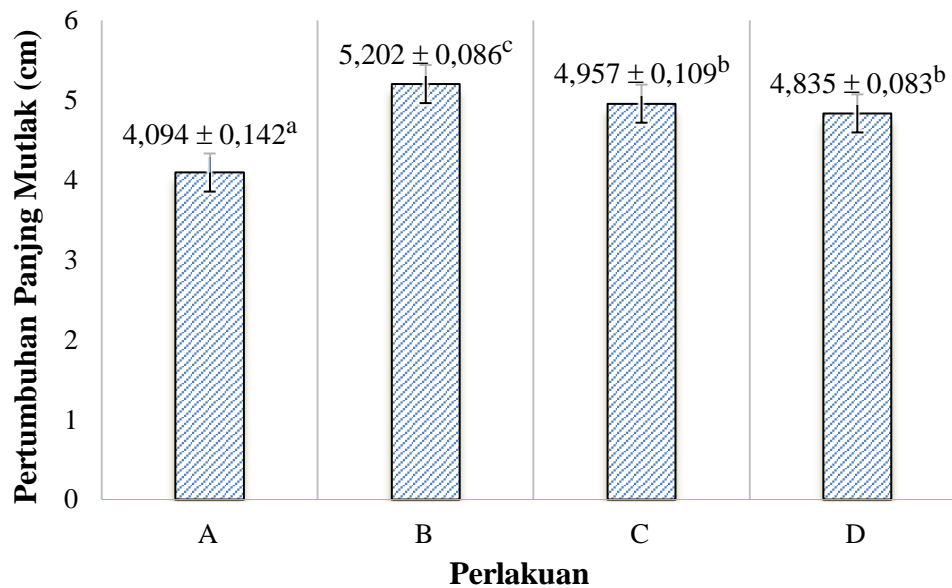 Pertumbuhan Panjng Mutlak (cm)
6
5
4
3
2
1
0
4,094 ± 0,142ᵃ
5,202 ± 0,086ᶜ
4,957 ± 0,109ᵇ
4,835 ± 0,083ᵇ
A B C D
Perlakuan